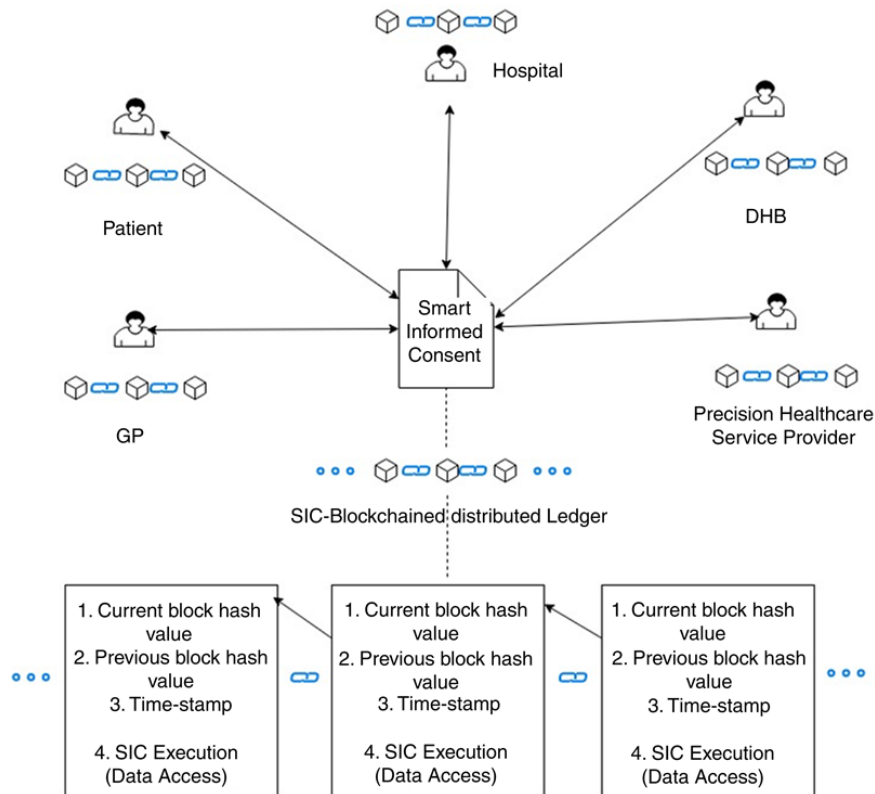 Hospital
Patient
DHB
Smart
Informed
Consent
GP
Precision Healthcare
Service Provider
SIC-Blockchained distributed Ledger
1. Current block hash
value
2. Previous block hash
value
3. Time-stamp
4. SIC Execution
(Data Access)
1. Current block hash
value
2. Previous block hash
value
3. Time-stamp
4. SIC Execution
(Data Access)
1. Current block hash
value
2. Previous block hash
value
3. Time-stamp
4. SIC Execution
(Data Access)